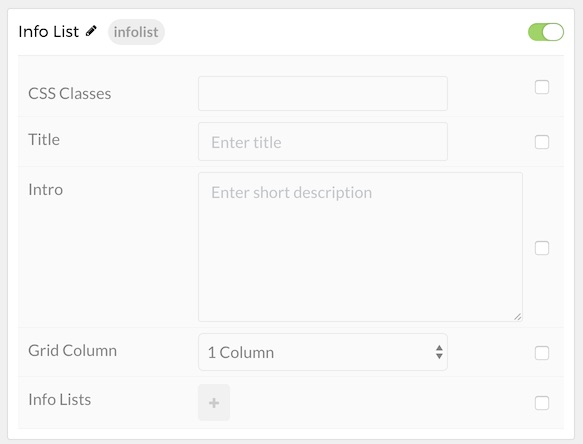 Info List infolist
CSS Classes
Title Enter title
Intro Enter short description
Grid Column 1 Column
Info Lists +